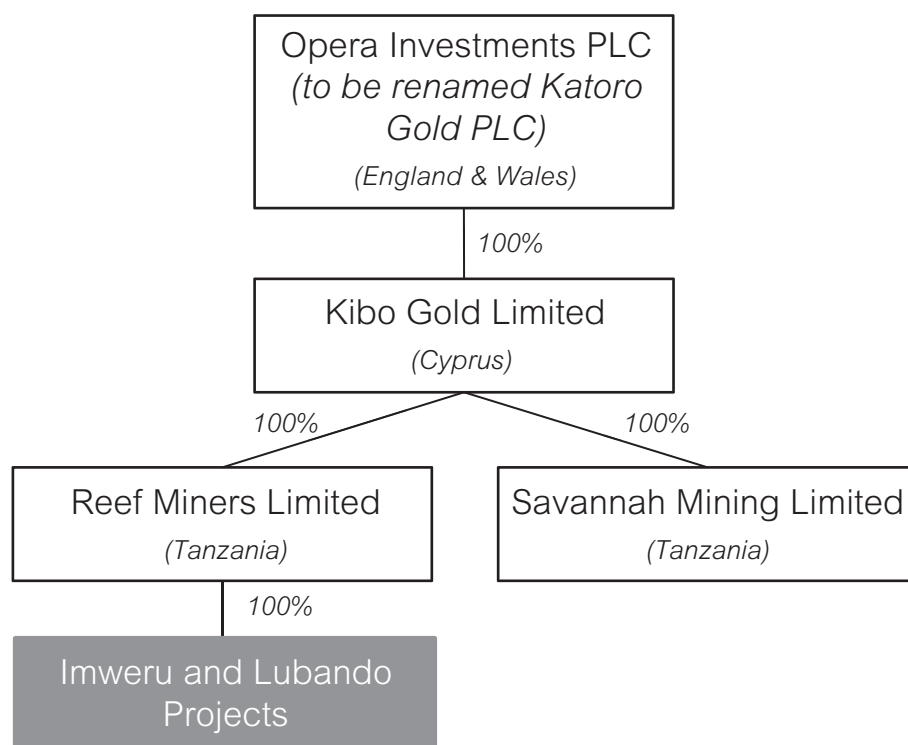 Opera Investments PLC
(to be renamed Katoro
Gold PLC)
(England & Wales)
100%
Kibo Gold Limited
(Cyprus)
100%
100%
Reef Miners Limited
(Tanzania)
Savannah Mining Limited
(Tanzania)
100%
Imweru and Lubando
Projects